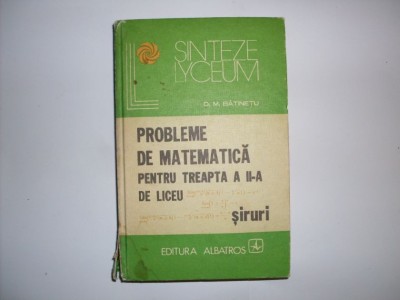 SINTEZE
LYCEUM
D. M. BĂTINEȚU
PROBLEME
DE MATEMATICĂ
PENTRU TREAPTA A II-A
DE LICEU
șiruri
EDITURA ALBATROS